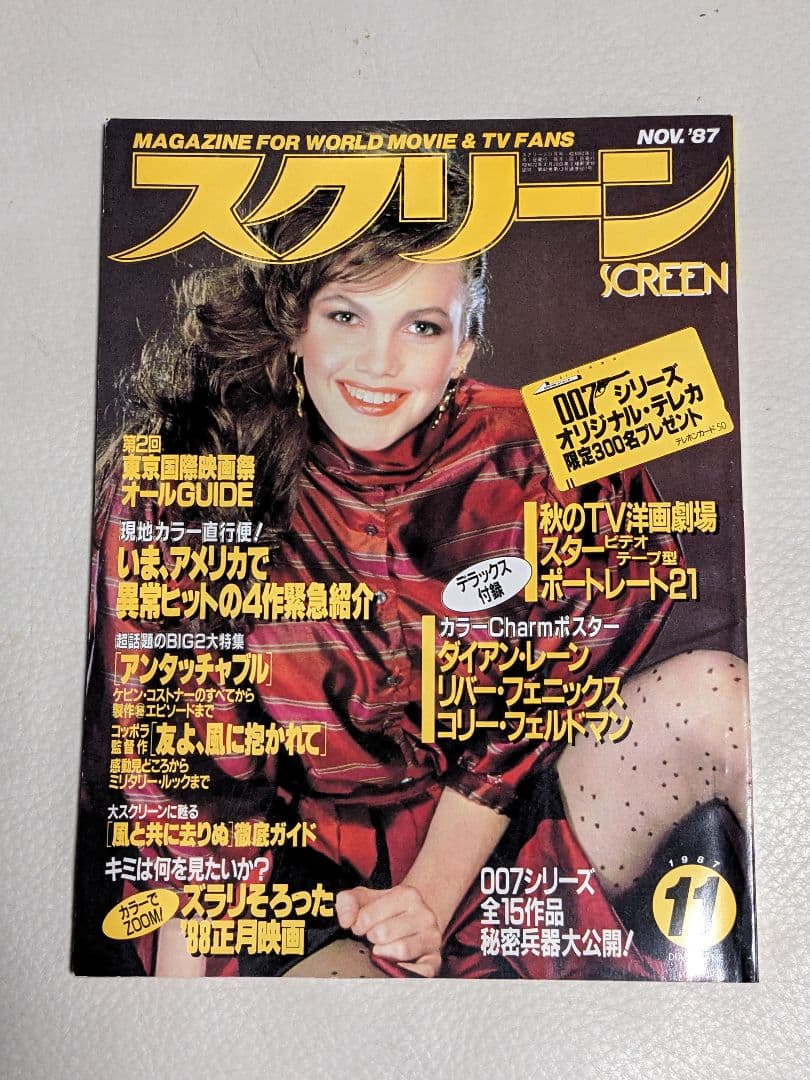 MAGAZINE FOR WORLD MOVIE & TV FANS
NOV.'87
スクリーン
SCREEN
007シリーズ
オリジナル・テレカ
限定300名プレゼント
テレホンカード50
第2回
東京国際映画祭
オールGUIDE
現地カラー直行便!
いま、アメリカで
異常ヒットの4作緊急紹介
デラックス
付録
秋のTV洋画劇場
スタービデオテープ型
ポートレート21
カラーCharmポスター
ダイアン・レーン
リバー・フェニックス
コリー・フェルドマン
超話題のBIG2大特集
[アンタッチャブル]
ケビン・コストナーのすべてから
製作㊙エピソードまで
コッポラ監督作[友よ、風に抱かれて]
感動見どころから
ミリタリー・ルックまで
大スクリーンに甦る
[風と共に去りぬ]徹底ガイド
キミは何を見たいか?
カラーで
ZOOM!
ズラリそろった
'88正月映画
007シリーズ
全15作品
秘密兵器大公開!
1987
11